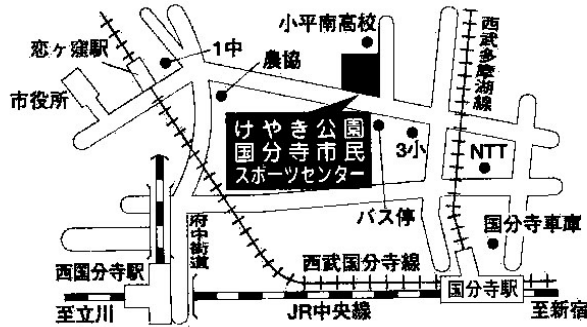 小平南高校
西武多摩湖線
恋ヶ窪駅
1中
農協
市役所
けやき公園
国分寺市民
スポーツセンター
3小
NTT
バス停
国分寺車庫
府中街道
西国分寺駅
西武国分寺線
国分寺駅
至立川
JR中央線
至新宿